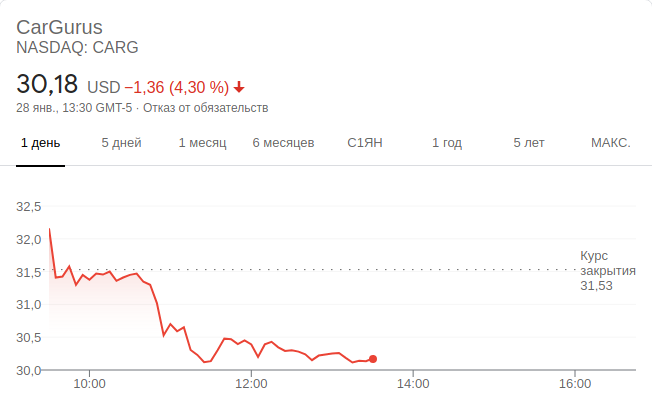 CarGurus
NASDAQ: CARG
30,18 USD −1,36 (4,30 %)
28 янв., 13:30 GMT-5 · Отказ от обязательств
1 день 5 дней 1 месяц 6 месяцев С1ЯН 1 год 5 лет МАКС.
32,5
32,0
Курс
31,5 закрытия
31,53
31,0
30,5
30,0
10:00 12:00 14:00 16:00